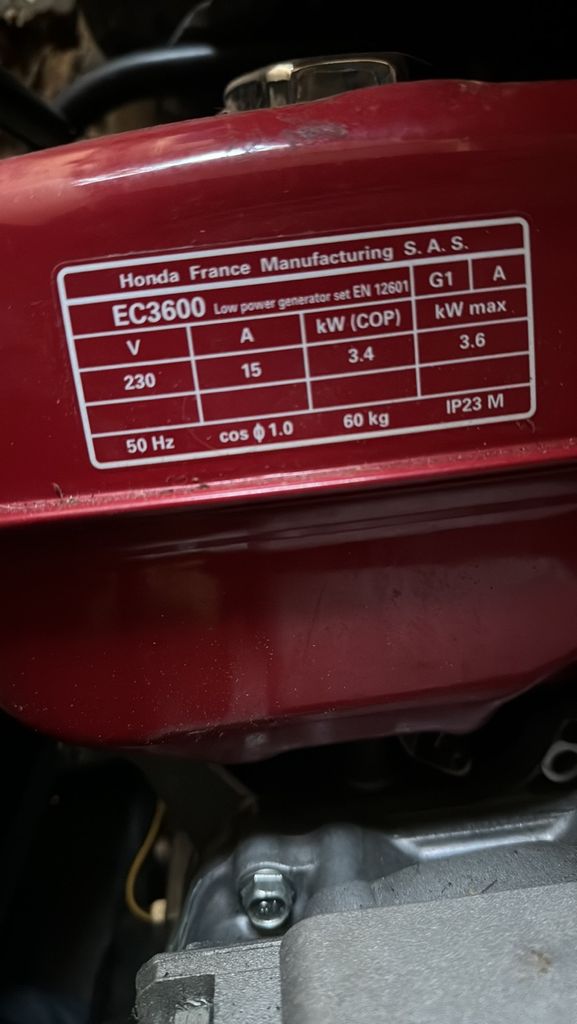 Honda France Manufacturing S.A.S.
EC3600 Low power generator set EN 12601 G1 A
V A kW (COP) kW max
230 15 3.4 3.6
50 Hz cos ϕ 1.0 60 kg IP23 M